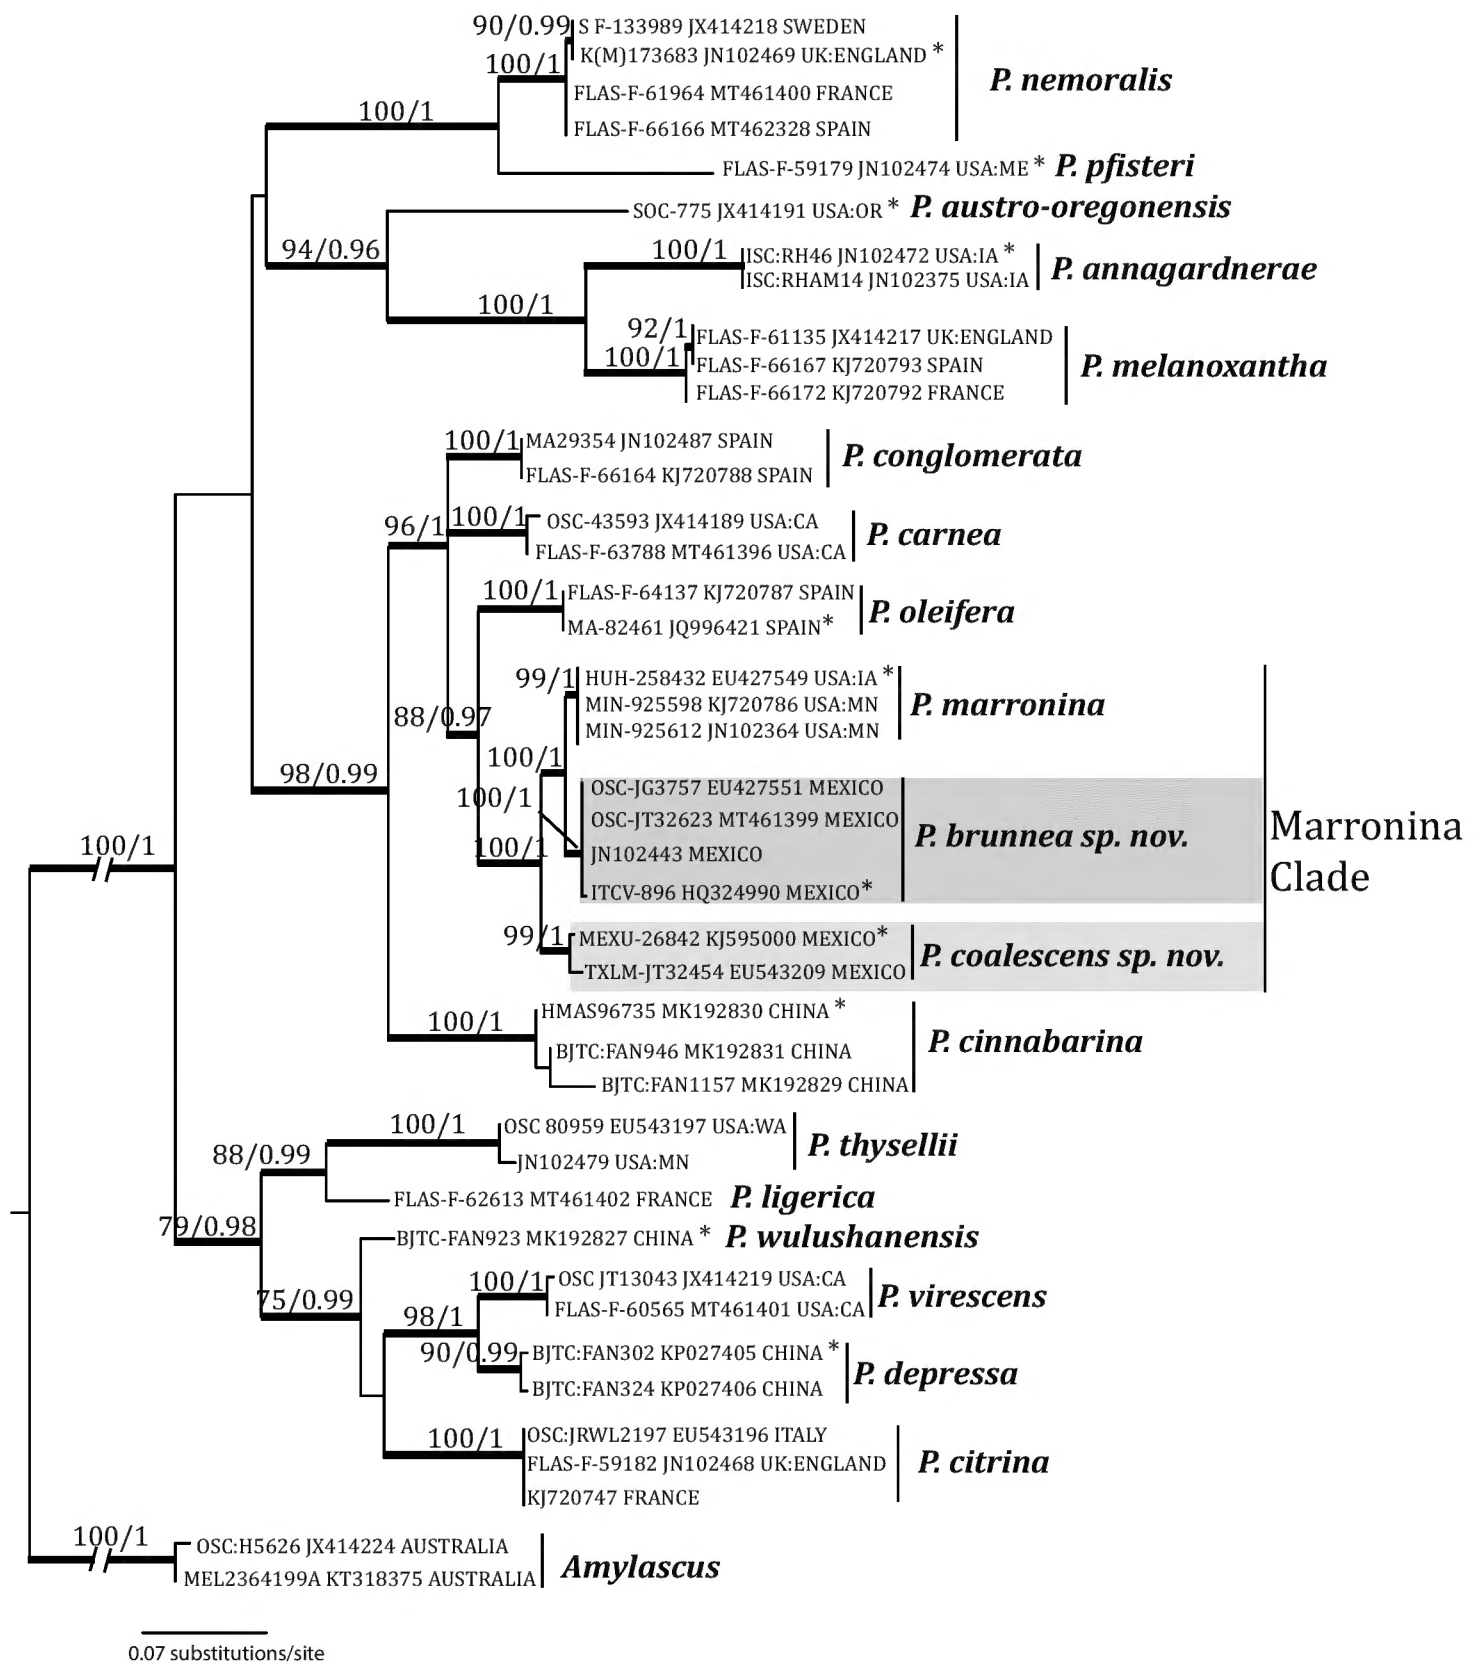 90/0.99
S F-133989 JX414218 SWEDEN
K(M)173683 JN102469 UK:ENGLAND *
100/1
FLAS-F-61964 MT461400 FRANCE
FLAS-F-66166 MT462328 SPAIN
P. nemoralis
100/1
FLAS-F-59179 JN102474 USA:ME * P. pfisteri
SOC-775 JX414191 USA:OR * P. austro-oregonensis
94/0.96
100/1
ISC:RH46 JN102472 USA:IA *
ISC:RHAM14 JN102375 USA:IA
P. annagardnerae
100/1
92/1
FLAS-F-61135 JX414217 UK:ENGLAND
100/1
FLAS-F-66167 KJ720793 SPAIN
FLAS-F-66172 KJ720792 FRANCE
P. melanoxantha
100/1
MA29354 JN102487 SPAIN
FLAS-F-66164 KJ720788 SPAIN
P. conglomerata
96/1
100/1
OSC-43593 JX414189 USA:CA
FLAS-F-63788 MT461396 USA:CA
P. carnea
100/1
FLAS-F-64137 KJ720787 SPAIN
MA-82461 JQ996421 SPAIN*
P. oleifera
99/1
HUH-258432 EU427549 USA:IA *
MIN-925598 KJ720786 USA:MN
MIN-925612 JN102364 USA:MN
P. marronina
88/0.97
100/1
98/0.99
100/1
OSC-JG3757 EU427551 MEXICO
OSC-JT32623 MT461399 MEXICO
JN102443 MEXICO
ITCV-896 HQ324990 MEXICO*
P. brunnea sp. nov.
Marronina
Clade
100/1
100/1
99/1
MEXU-26842 KJ595000 MEXICO*
TXLM-JT32454 EU543209 MEXICO
P. coalescens sp. nov.
100/1
HMAS96735 MK192830 CHINA *
BJTC:FAN946 MK192831 CHINA
BJTC:FAN1157 MK192829 CHINA
P. cinnabarina
100/1
OSC 80959 EU543197 USA:WA
JN102479 USA:MN
P. thysellii
88/0.99
FLAS-F-62613 MT461402 FRANCE P. ligerica
79/0.98
BJTC-FAN923 MK192827 CHINA * P. wulushanensis
75/0.99
100/1
OSC JT13043 JX414219 USA:CA
FLAS-F-60565 MT461401 USA:CA
P. virescens
98/1
90/0.99
BJTC:FAN302 KP027405 CHINA *
BJTC:FAN324 KP027406 CHINA
P. depressa
100/1
OSC:JRWL2197 EU543196 ITALY
FLAS-F-59182 JN102468 UK:ENGLAND
KJ720747 FRANCE
P. citrina
100/1
OSC:H5626 JX414224 AUSTRALIA
MEL2364199A KT318375 AUSTRALIA
Amylascus
0.07 substitutions/site